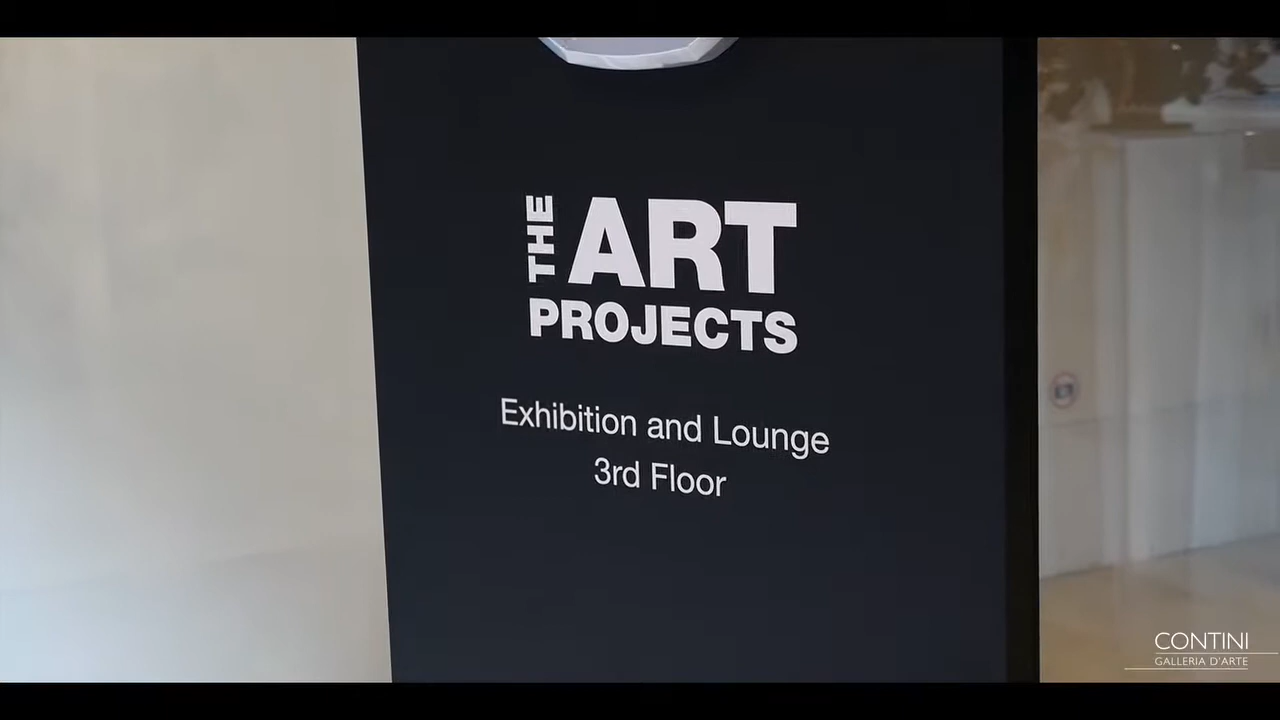 THE ART
PROJECTS
Exhibition and Lounge
3rd Floor
CONTINI
GALLERIA D'ARTE